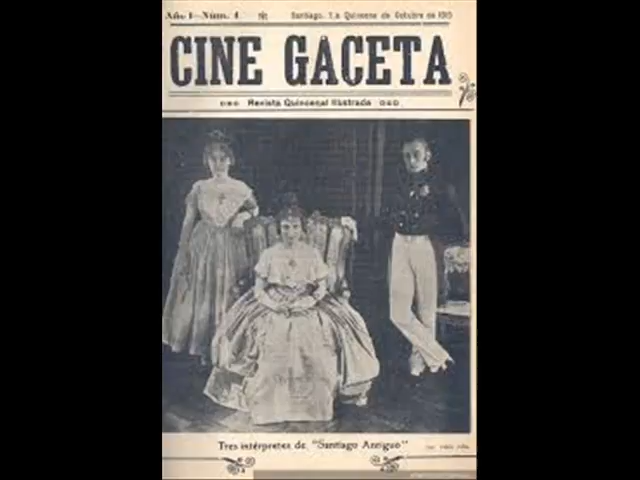 Año I - Núm. 4 Santiago, 1.a Quincena de Octubre de 1915
CINE GACETA
Revista Quincenal Ilustrada
Tres intérpretes de "Santiago Antiguo"